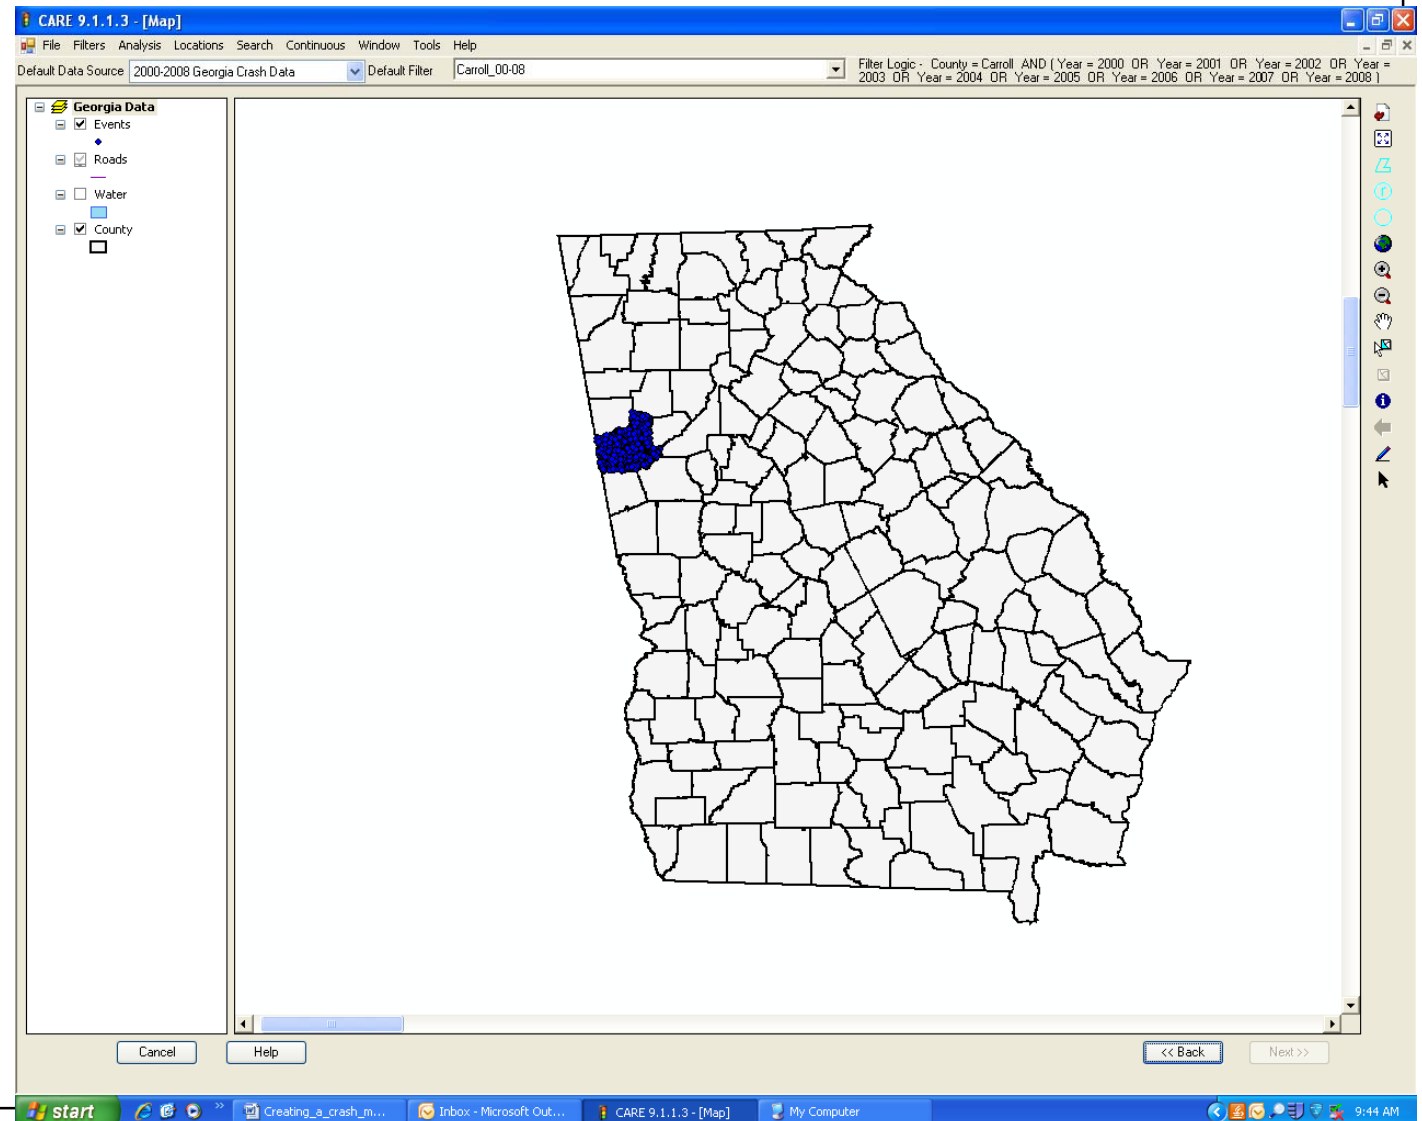 CARE 9.1.1.3 - [Map]
File Filters Analysis Locations Search Continuous Window Tools Help
Default Data Source 2000-2008 Georgia Crash Data Default Filter Carroll_00-08 Filter Logic - County = Carroll AND ( Year = 2000 OR Year = 2001 OR Year = 2002 OR Year =
2003 OR Year = 2004 OR Year = 2005 OR Year = 2006 OR Year = 2007 OR Year = 2008 )
Georgia Data
Events
Roads
Water
County
Cancel Help << Back Next >>
start Creating_a_crash_m... Inbox - Microsoft Out... CARE 9.1.1.3 - [Map] My Computer 9:44 AM